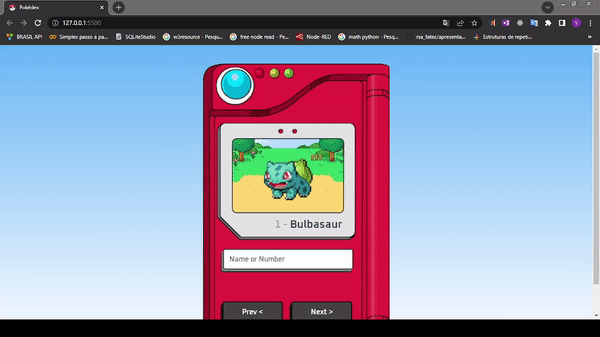 Pokédex
127.0.0.1:5500
BRASIL API
Simplex passo a pa...
SQLiteStudio
w3resource - Pesqu...
free node read - Pe...
Node-RED
math python - Pesq...
rsa_fatec/apresenta...
Estruturas de repeti...
1 - Bulbasaur
Name or Number
Prev <
Next >